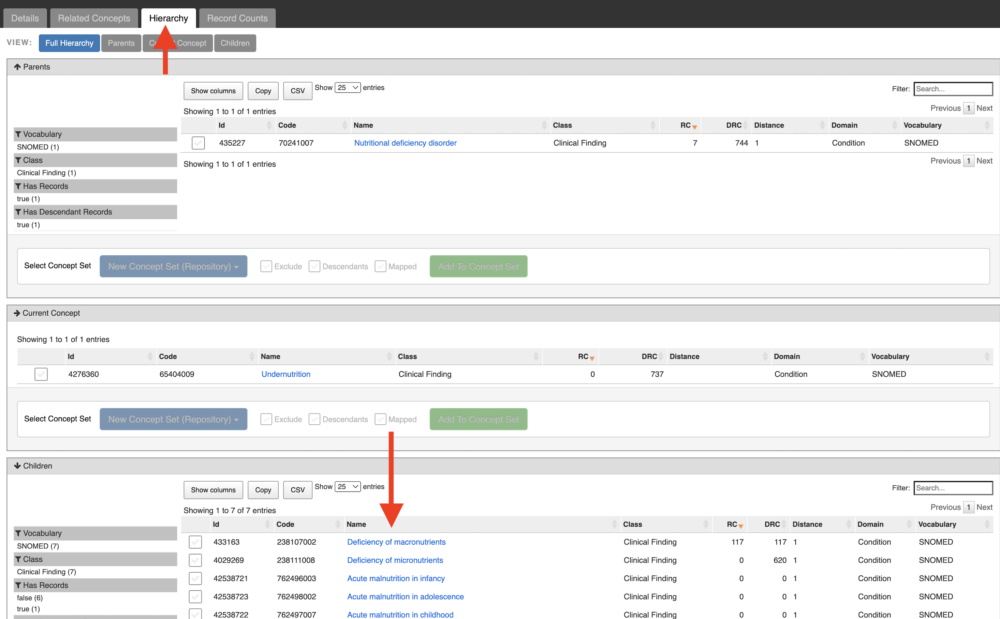 Details Related Concepts Hierarchy Record Counts
VIEW: Full Hierarchy Parents Concept Children
Parents
Show columns Copy CSV Show 25 entries Filter: Search...
Previous 1 Next
Showing 1 to 1 of 1 entries
Id Code Name Class RC DRC Distance Domain Vocabulary
435227 70241007 Nutritional deficiency disorder Clinical Finding 7 744 1 Condition SNOMED
Showing 1 to 1 of 1 entries Previous 1 Next
Vocabulary
SNOMED (1)
Class
Clinical Finding (1)
Has Records
true (1)
Has Descendant Records
true (1)
Select Concept Set New Concept Set (Repository) Exclude Descendants Mapped Add To Concept Set
Current Concept
Showing 1 to 1 of 1 entries
Id Code Name Class RC DRC Distance Domain Vocabulary
4276360 65404009 Undernutrition Clinical Finding 0 737 Condition SNOMED
Select Concept Set New Concept Set (Repository) Exclude Descendants Mapped Add To Concept Set
Children
Show columns Copy CSV Show 25 entries Filter: Search...
Previous 1 Next
Showing 1 to 7 of 7 entries
Id Code Name Class RC DRC Distance Domain Vocabulary
433163 238107002 Deficiency of macronutrients Clinical Finding 117 117 1 Condition SNOMED
4029269 238111008 Deficiency of micronutrients Clinical Finding 0 620 1 Condition SNOMED
42538721 762496003 Acute malnutrition in infancy Clinical Finding 0 0 1 Condition SNOMED
42538723 762498002 Acute malnutrition in adolescence Clinical Finding 0 0 1 Condition SNOMED
42538722 762497007 Acute malnutrition in childhood Clinical Finding 0 0 1 Condition SNOMED
Vocabulary
SNOMED (7)
Class
Clinical Finding (7)
Has Records
false (6)
true (1)